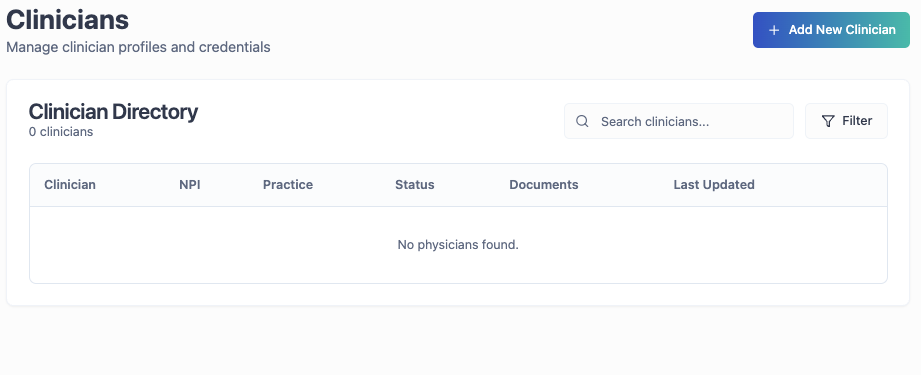 Clinicians
Manage clinician profiles and credentials
Add New Clinician
Clinician Directory
0 clinicians
Search clinicians...
Filter
Clinician NPI Practice Status Documents Last Updated
No physicians found.